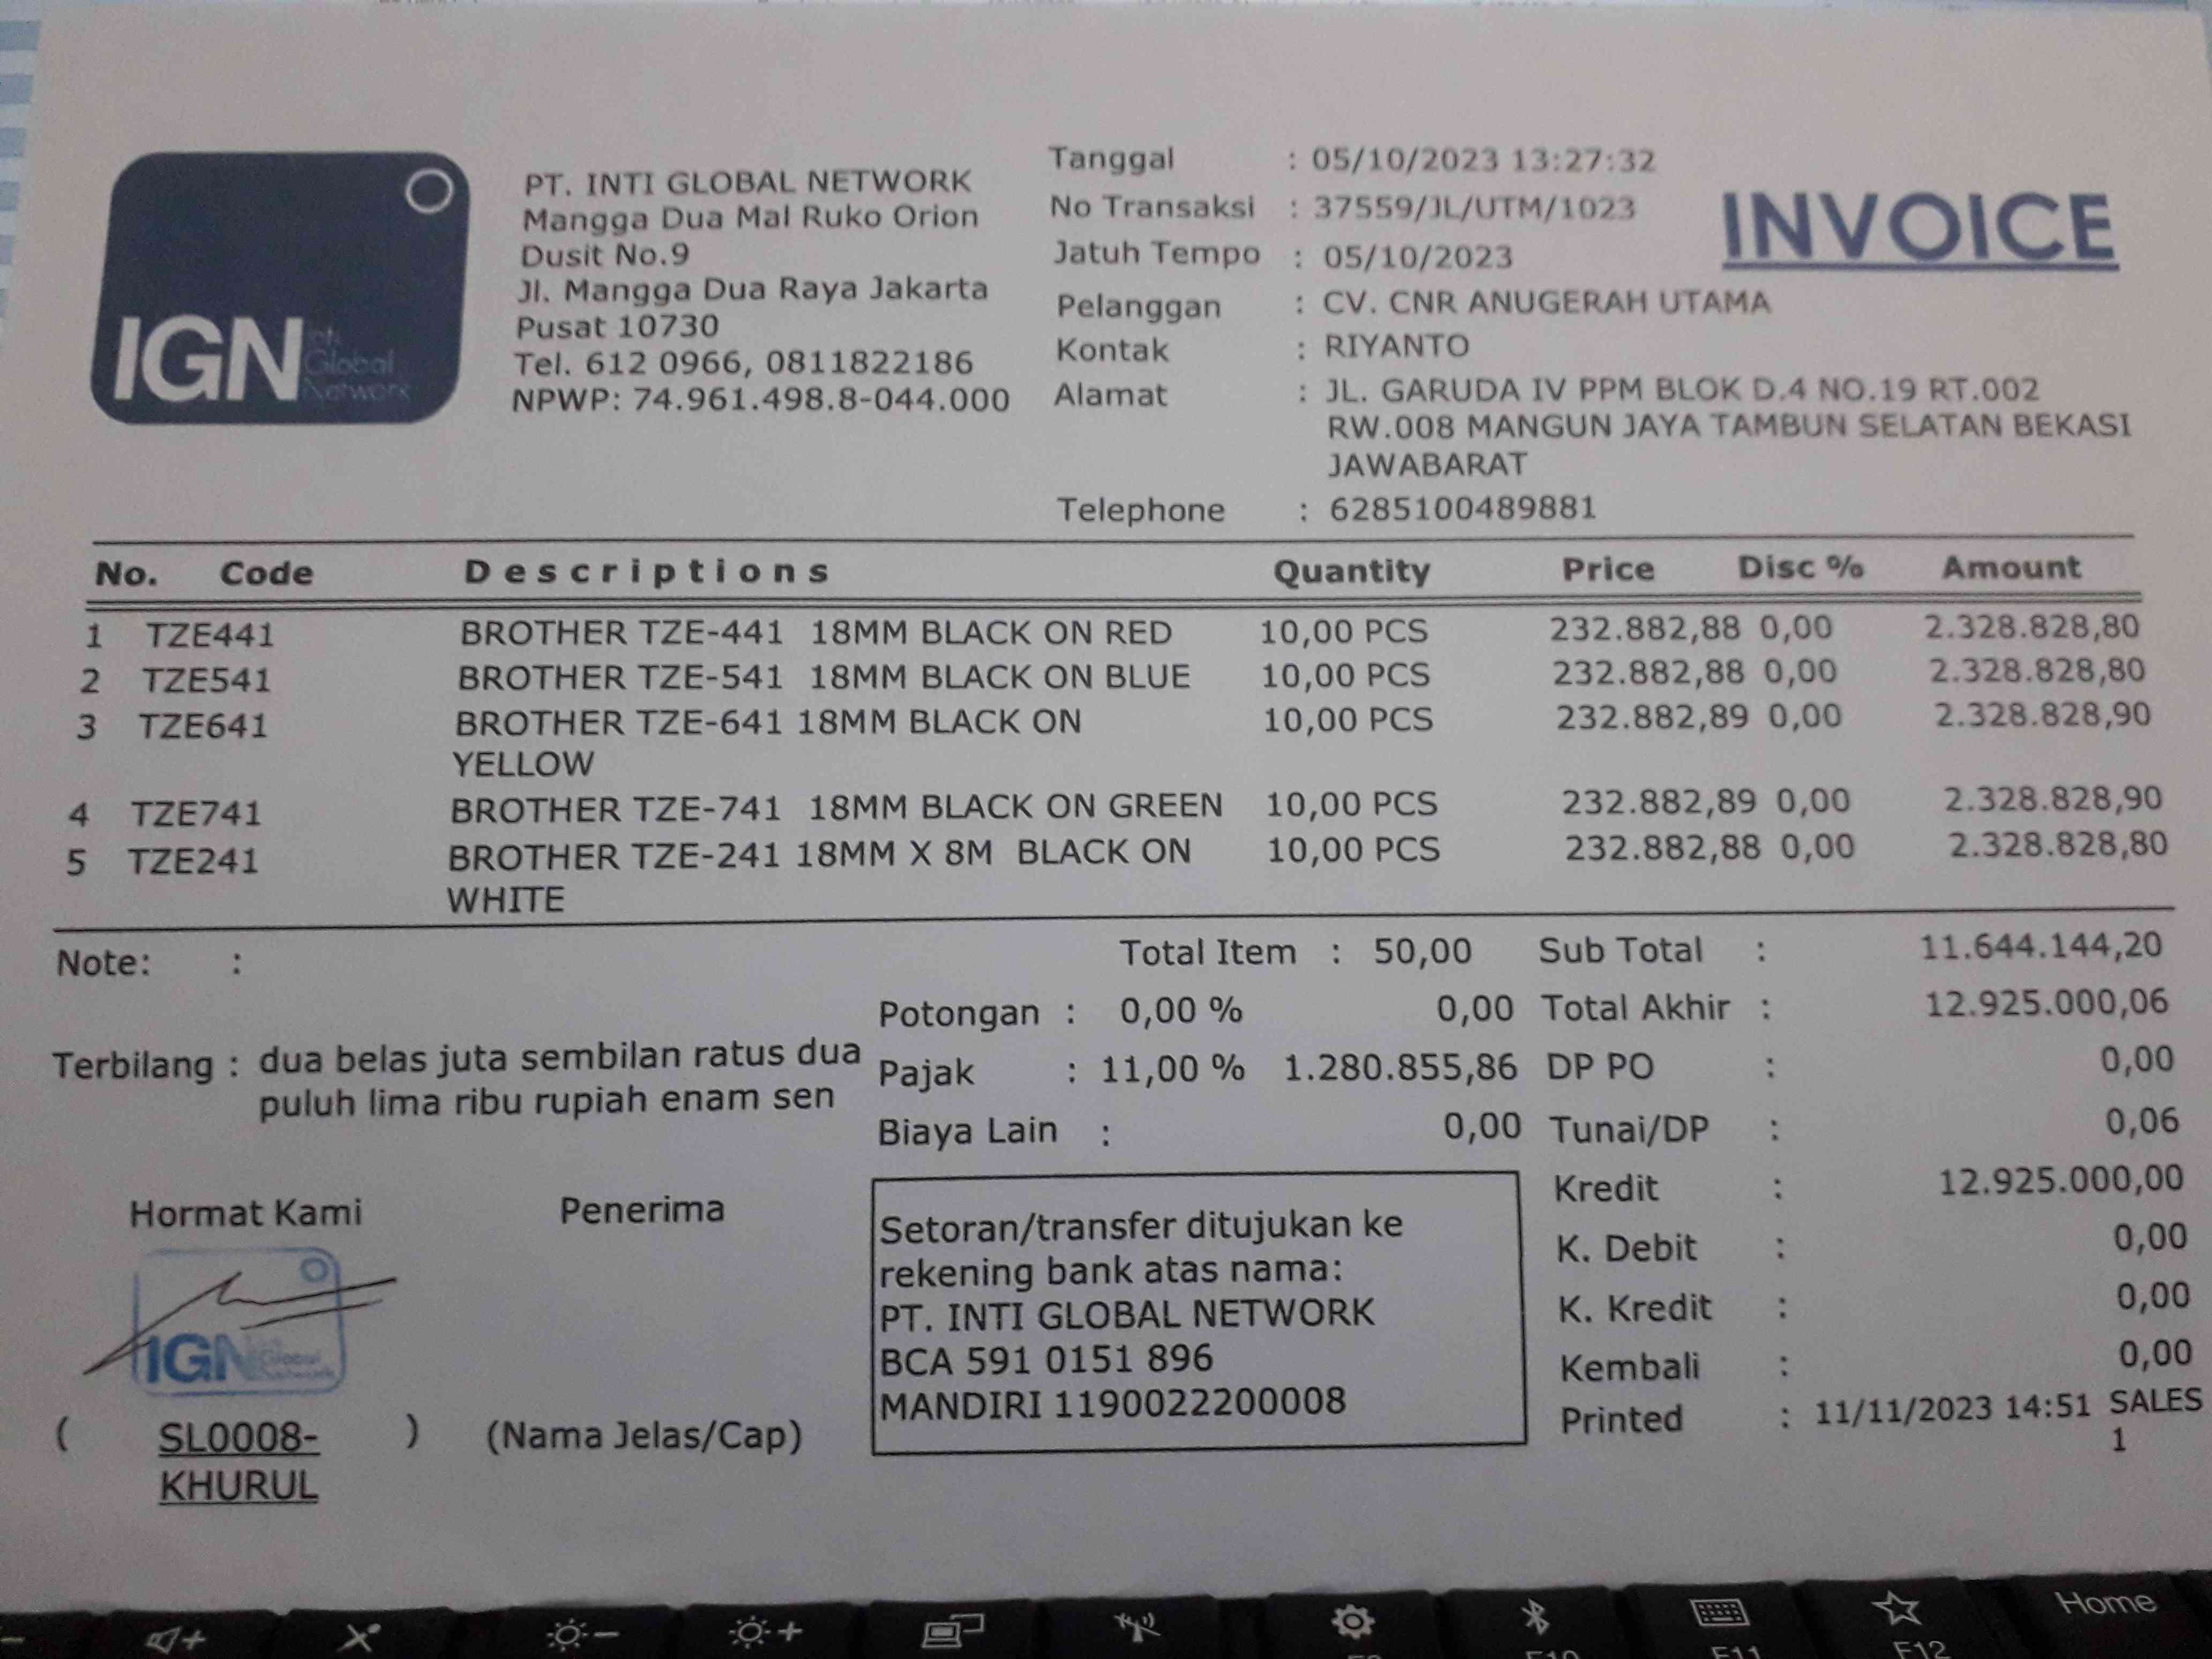 IGN Inti
Global
Network
PT. INTI GLOBAL NETWORK
Mangga Dua Mal Ruko Orion
Dusit No.9
Jl. Mangga Dua Raya Jakarta
Pusat 10730
Tel. 612 0966, 0811822186
NPWP: 74.961.498.8-044.000
Tanggal : 05/10/2023 13:27:32
No Transaksi : 37559/JL/UTM/1023
Jatuh Tempo : 05/10/2023
Pelanggan : CV. CNR ANUGERAH UTAMA
Kontak : RIYANTO
Alamat : JL. GARUDA IV PPM BLOK D.4 NO.19 RT.002
RW.008 MANGUN JAYA TAMBUN SELATAN BEKASI
JAWABARAT
Telephone : 6285100489881
INVOICE
No. Code Descriptions Quantity Price Disc % Amount
1 TZE441 BROTHER TZE-441 18MM BLACK ON RED 10,00 PCS 232.882,88 0,00 2.328.828,80
2 TZE541 BROTHER TZE-541 18MM BLACK ON BLUE 10,00 PCS 232.882,88 0,00 2.328.828,80
3 TZE641 BROTHER TZE-641 18MM BLACK ON 10,00 PCS 232.882,89 0,00 2.328.828,90
YELLOW
4 TZE741 BROTHER TZE-741 18MM BLACK ON GREEN 10,00 PCS 232.882,89 0,00 2.328.828,90
5 TZE241 BROTHER TZE-241 18MM X 8M BLACK ON 10,00 PCS 232.882,88 0,00 2.328.828,80
WHITE
Note: :
Total Item : 50,00 Sub Total : 11.644.144,20
Potongan : 0,00 % 0,00 Total Akhir : 12.925.000,06
Terbilang : dua belas juta sembilan ratus dua
puluh lima ribu rupiah enam sen
Pajak : 11,00 % 1.280.855,86 DP PO : 0,00
Biaya Lain : 0,00 Tunai/DP : 0,06
Kredit : 12.925.000,00
K. Debit : 0,00
K. Kredit : 0,00
Kembali : 0,00
Printed : 11/11/2023 14:51 SALES
1
Hormat Kami
IGN Inti
Global
Network
( SL0008- )
KHURUL
Penerima
(Nama Jelas/Cap)
Setoran/transfer ditujukan ke
rekening bank atas nama:
PT. INTI GLOBAL NETWORK
BCA 591 0151 896
MANDIRI 1190022200008
Home
F10 F11 F12